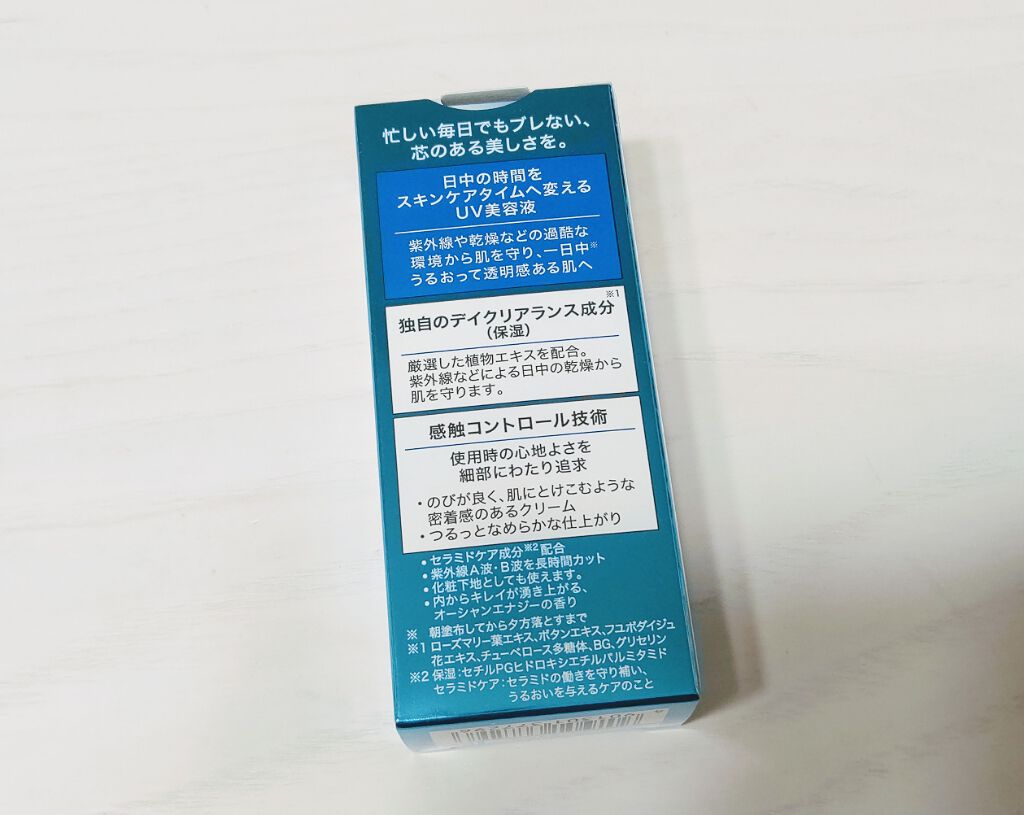 忙しい毎日でもブレない、
芯のある美しさを。
日中の時間を
スキンケアタイムへ変える
UV美容液
紫外線や乾燥などの過酷な
環境から肌を守り、一日中※
うるおって透明感ある肌へ
独自のデイクリアランス成分※1
(保湿)
厳選した植物エキスを配合。
紫外線などによる日中の乾燥から
肌を守ります。
感触コントロール技術
使用時の心地よさを
細部にわたり追求
・のびが良く、肌にとけこむような
密着感のあるクリーム
・つるっとなめらかな仕上がり
●セラミドケア成分※2配合
●紫外線A波・B波を長時間カット
●化粧下地としても使えます。
●内からキレイが湧き上がる、
オーシャンエナジーの香り
※ 朝塗布してから夕方落とすまで
※1 ローズマリー葉エキス、ボタンエキス、フユボダイジュ
花エキス、チューベロース多糖体、BG、グリセリン
※2 保湿:セチルPGヒドロキシエチルパルミタミド
セラミドケア:セラミドの働きを守り補い、
うるおいを与えるケアのこと